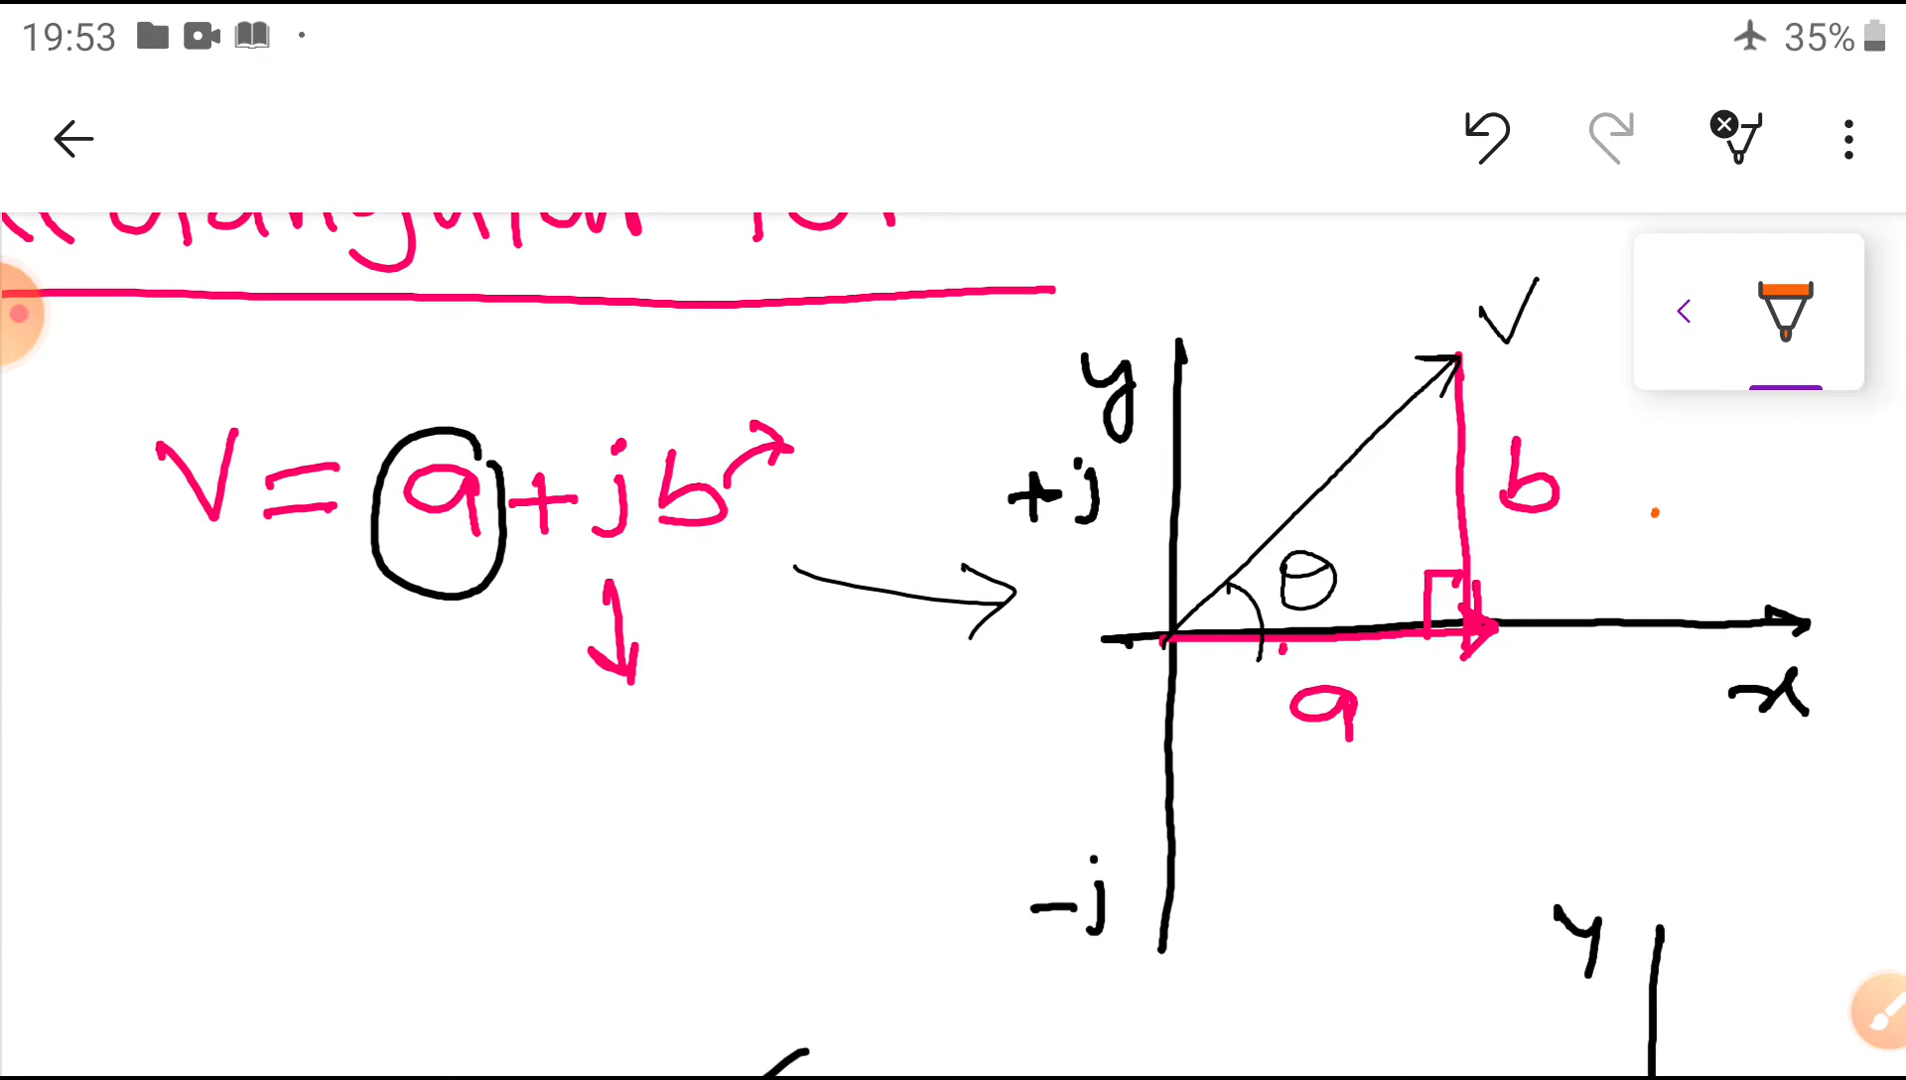 19:53
35%
V = a + jb
y
V
+j
b
θ
a
x
-j
y